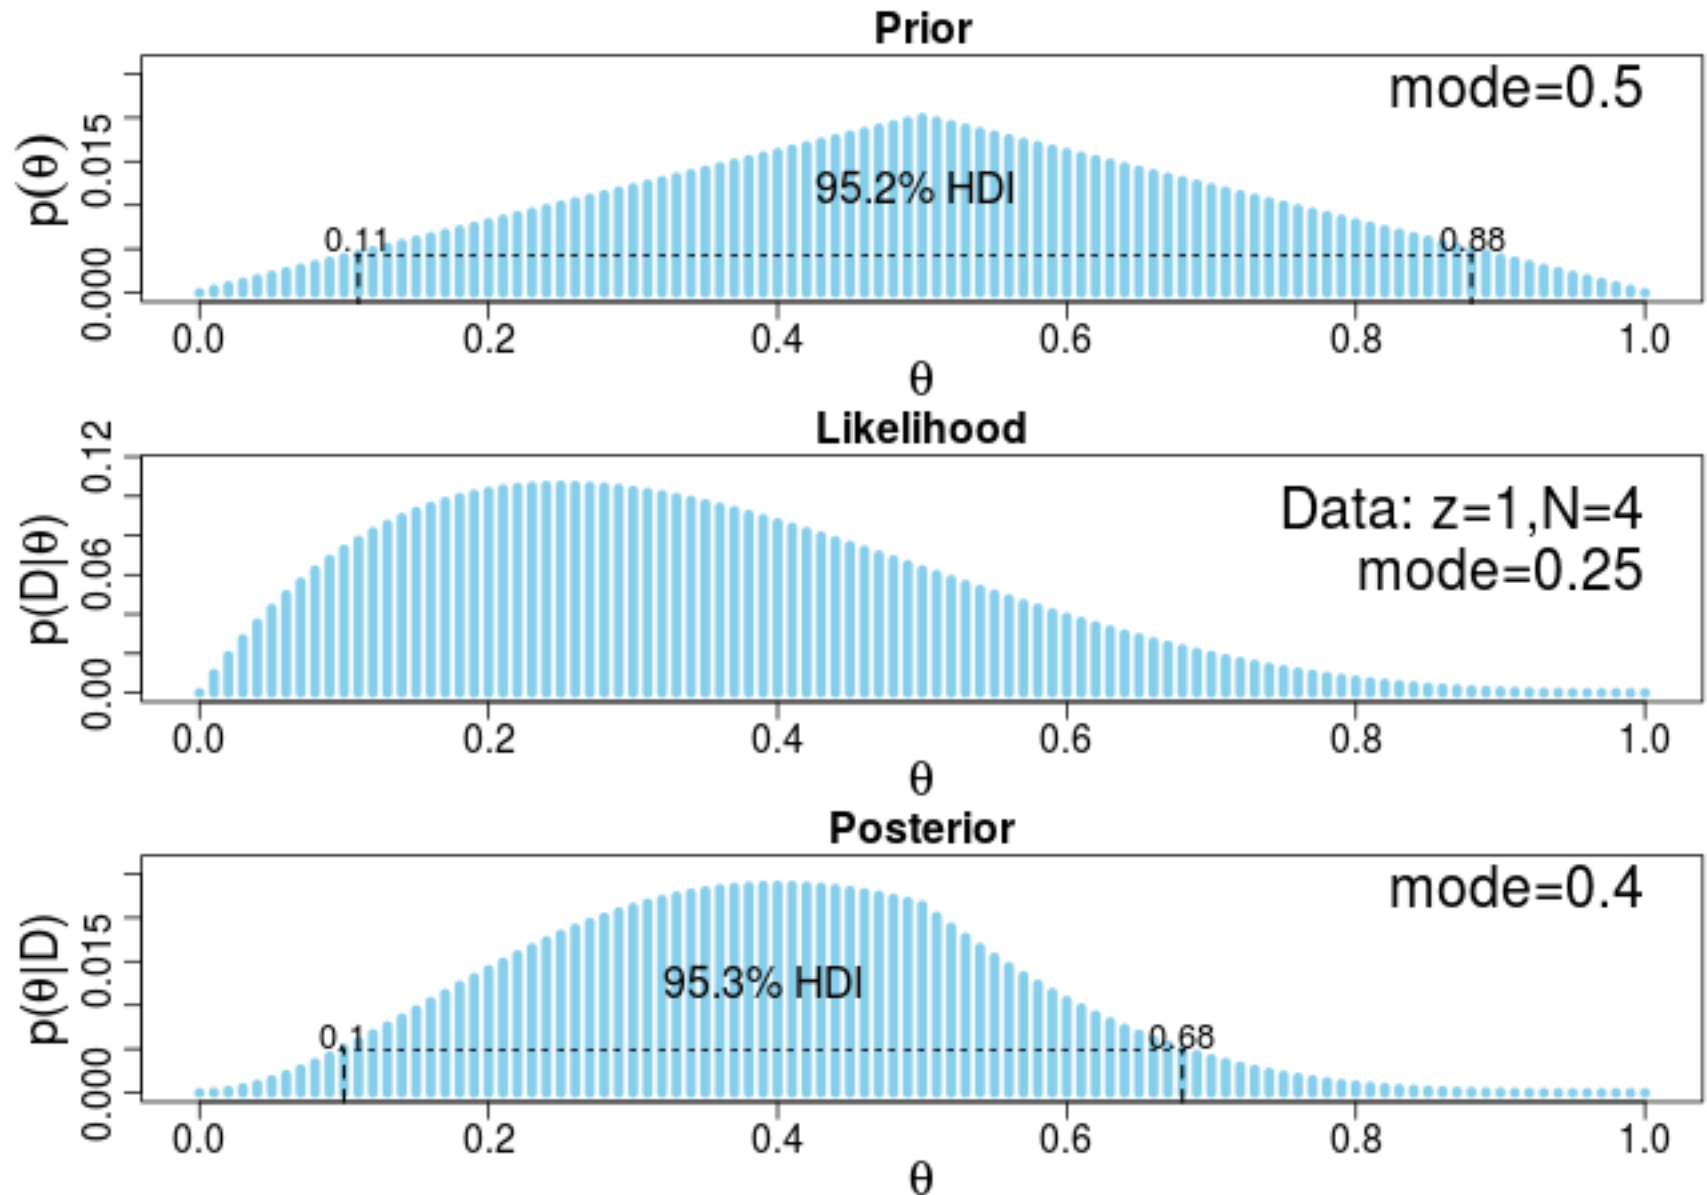 Prior
mode=0.5
p(θ)
0.000 0.015
95.2% HDI
0.11 0.88
0.0 0.2 0.4 0.6 0.8 1.0
θ
Likelihood
Data: z=1,N=4
mode=0.25
p(D|θ)
0.00 0.06 0.12
0.0 0.2 0.4 0.6 0.8 1.0
θ
Posterior
mode=0.4
p(θ|D)
0.000 0.015
95.3% HDI
0.1 0.68
0.0 0.2 0.4 0.6 0.8 1.0
θ